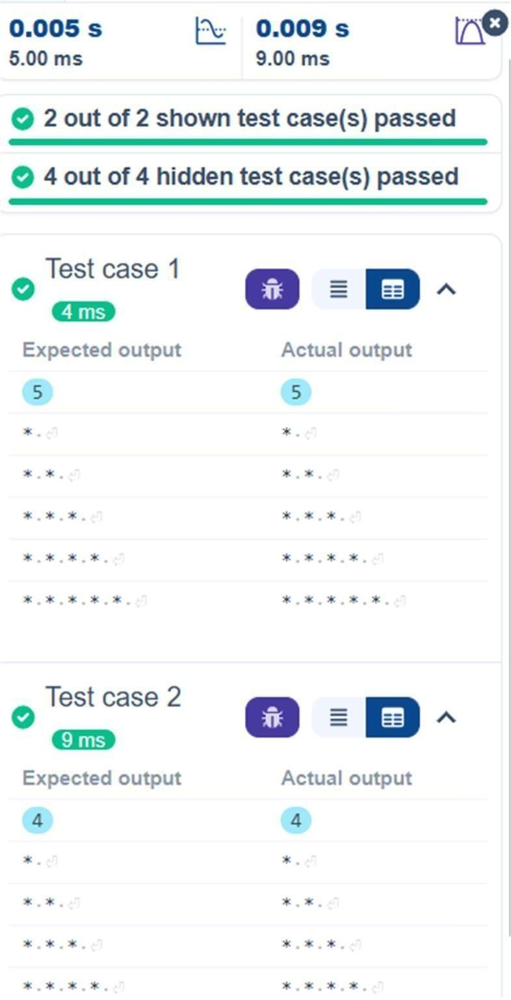 0.005 s 0.009 s
5.00 ms 9.00 ms
2 out of 2 shown test case(s) passed
4 out of 4 hidden test case(s) passed
Test case 1
4 ms
Expected output Actual output
5 5
*.⏎ *.⏎
*.*.⏎ *.*.⏎
*.*.*.⏎ *.*.*.⏎
*.*.*.*.⏎ *.*.*.*.⏎
*.*.*.*.*.⏎ *.*.*.*.*.⏎
Test case 2
9 ms
Expected output Actual output
4 4
*.⏎ *.⏎
*.*.⏎ *.*.⏎
*.*.*.⏎ *.*.*.⏎
*.*.*.*.⏎ *.*.*.*.⏎